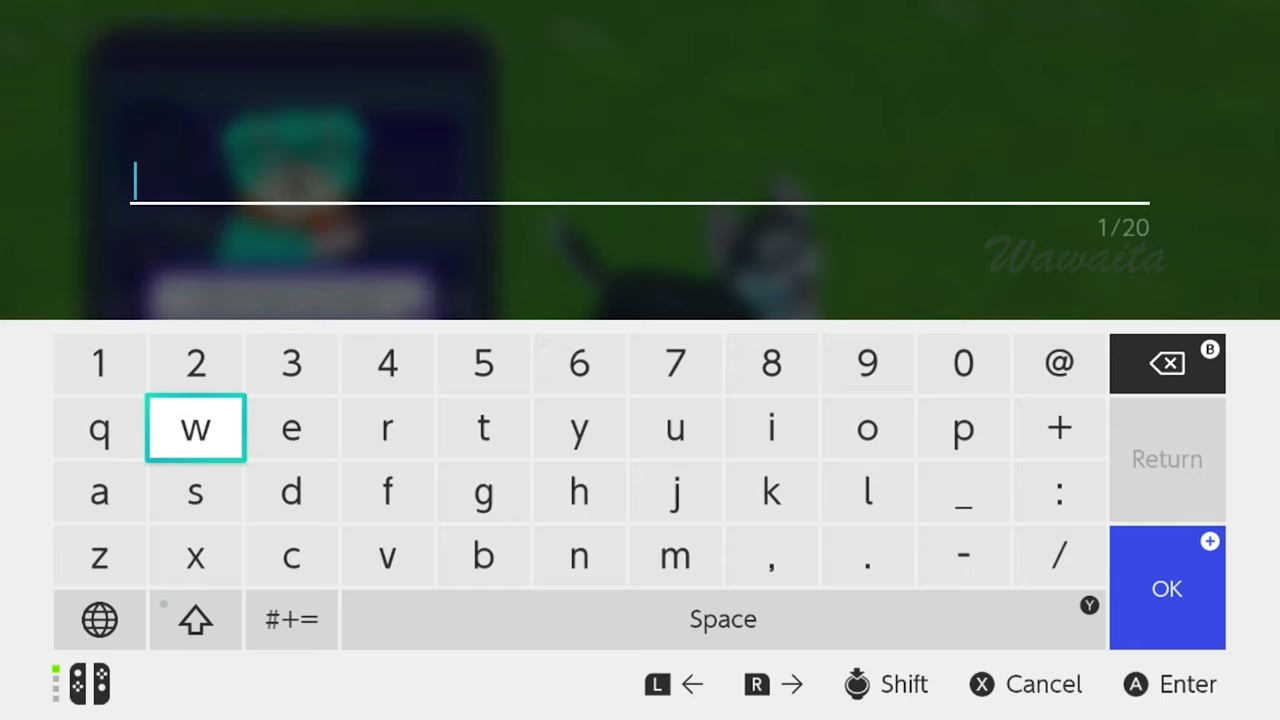 1/20
Wawaita
1 2 3 4 5 6 7 8 9 0 @ B
q w e r t y u i o p +
Return
a s d f g h j k l _ :
z x c v b n m , . - /
OK
#+= Space Y
L ← R → Shift X Cancel A Enter